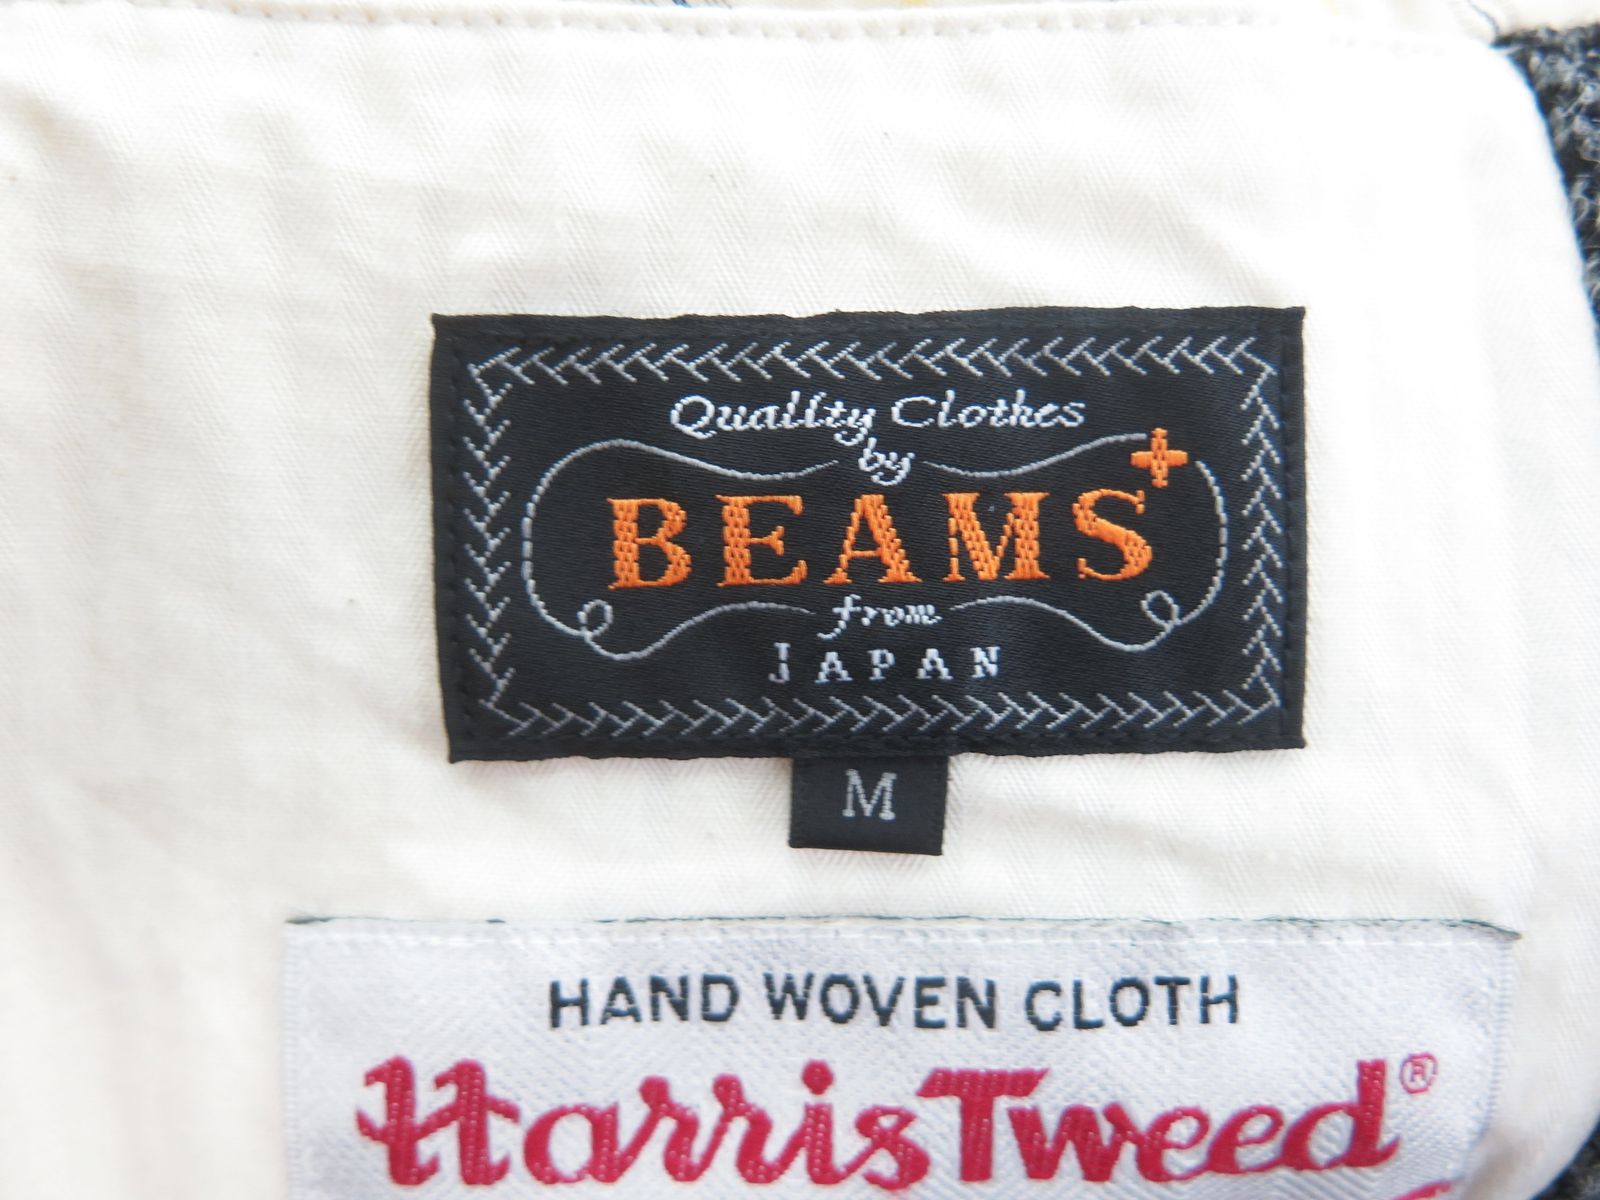 Quality Clothes
by
BEAMS+
from
JAPAN
M
HAND WOVEN CLOTH
Harris Tweed®